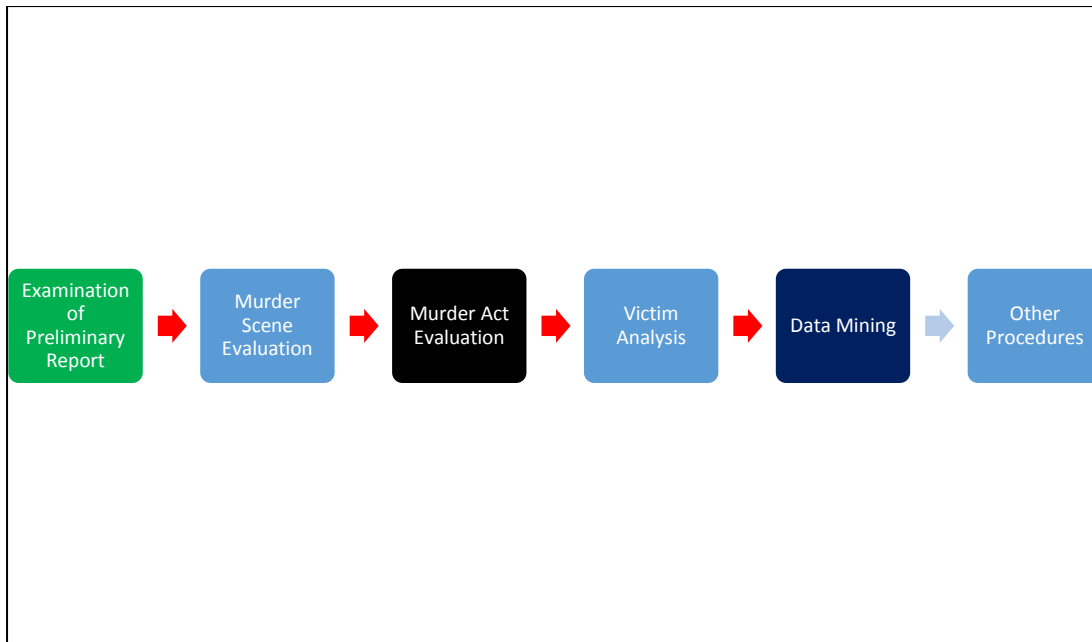 Examination
of
Preliminary
Report
Murder
Scene
Evaluation
Murder Act
Evaluation
Victim
Analysis
Data Mining
Other
Procedures